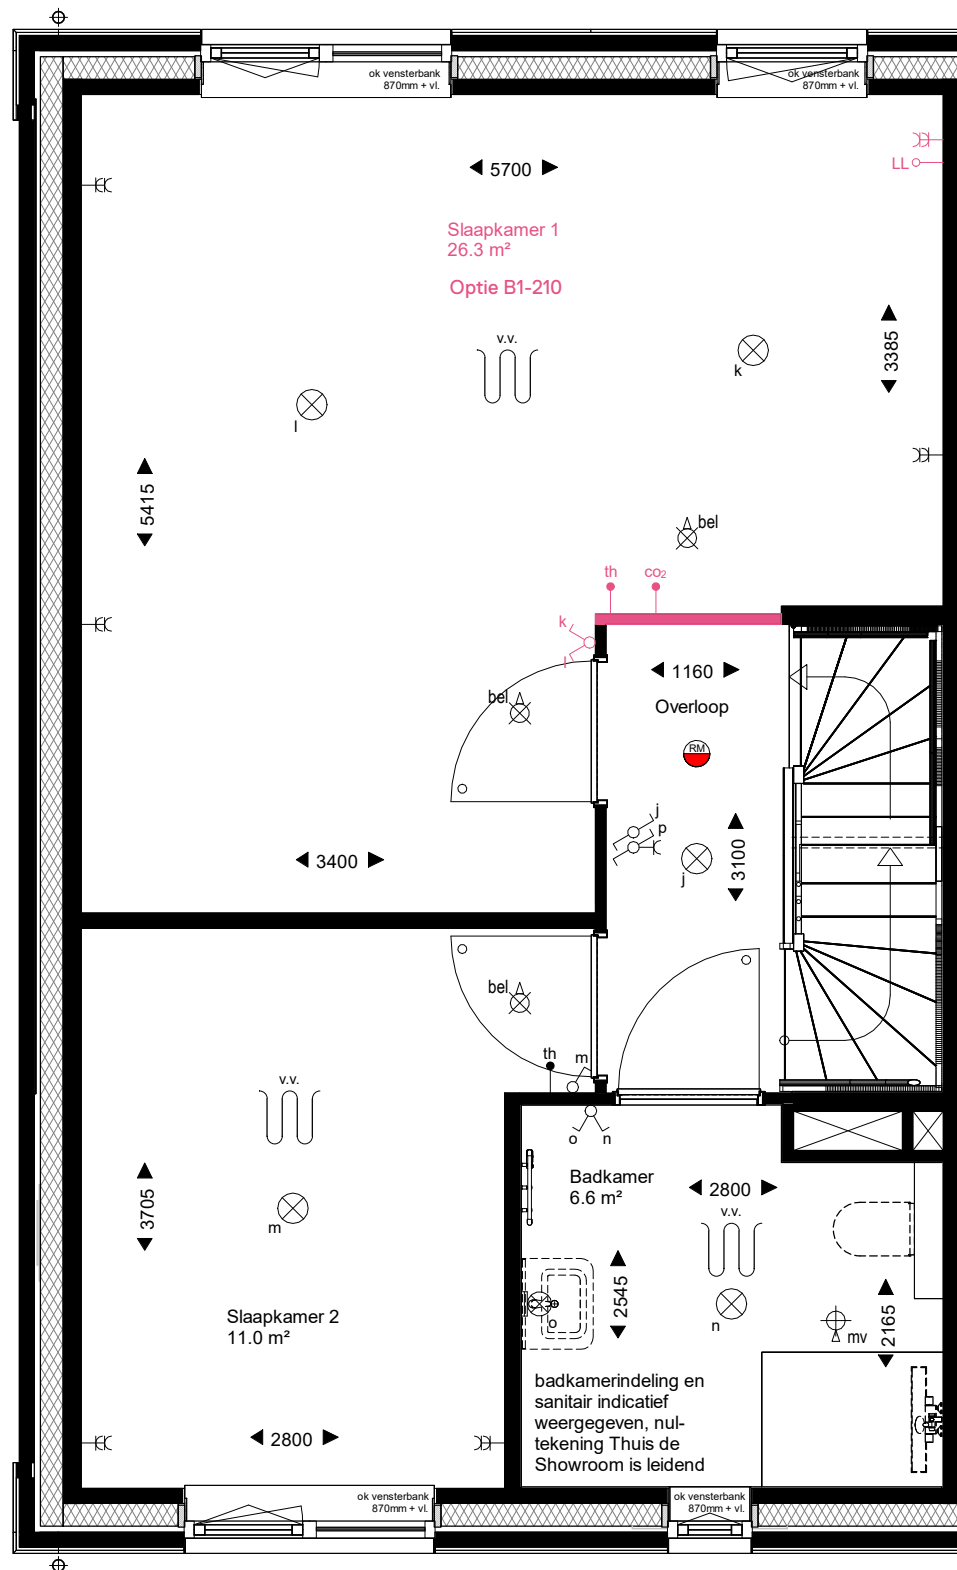 ok vensterbank
870mm + vl.
ok vensterbank
870mm + vl.
5700
LL
Slaapkamer 1
26.3 m²
Optie B1-210
v.v.
k
l
3385
5415
bel
th
co₂
k
l
1160
Overloop
bel
RM
j
p
j
3100
3400
bel
th
m
v.v.
o
n
Badkamer
6.6 m²
2800
v.v.
3705
m
2545
o
n
mv
2165
Slaapkamer 2
11.0 m²
badkamerindeling en
sanitair indicatief
weergegeven, nul-
tekening Thuis de
Showroom is leidend
2800
ok vensterbank
870mm + vl.
ok vensterbank
870mm + vl.